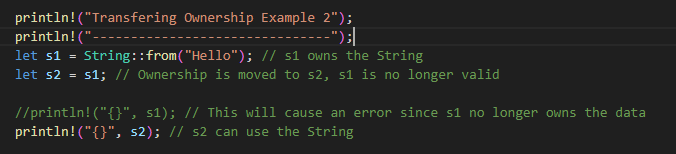 println!("Transfering Ownership Example 2");
println!("------------------------------");
let s1 = String::from("Hello"); // s1 owns the String
let s2 = s1; // Ownership is moved to s2, s1 is no longer valid
//println!("{}", s1); // This will cause an error since s1 no longer owns the data
println!("{}", s2); // s2 can use the String